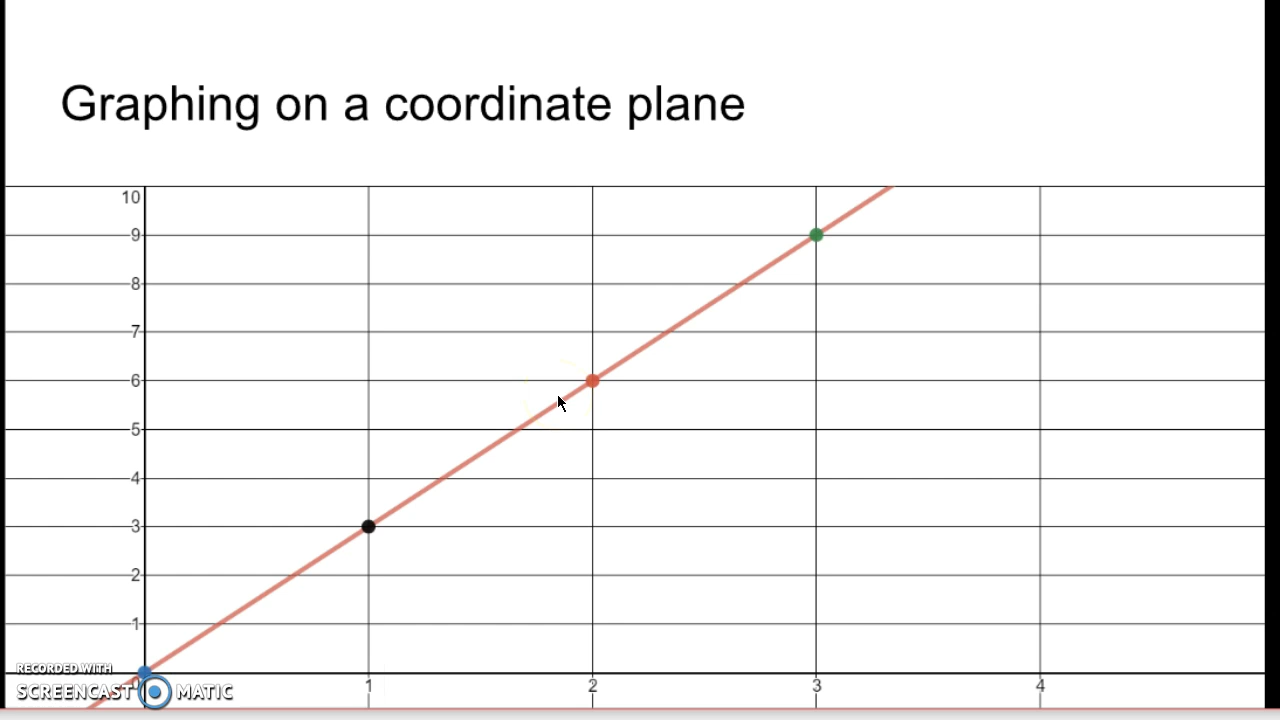 Graphing on a coordinate plane
10
9
8
7
6
5
4
3
2
1
RECORDED WITH
SCREENCAST MATIC
1 2 3 4